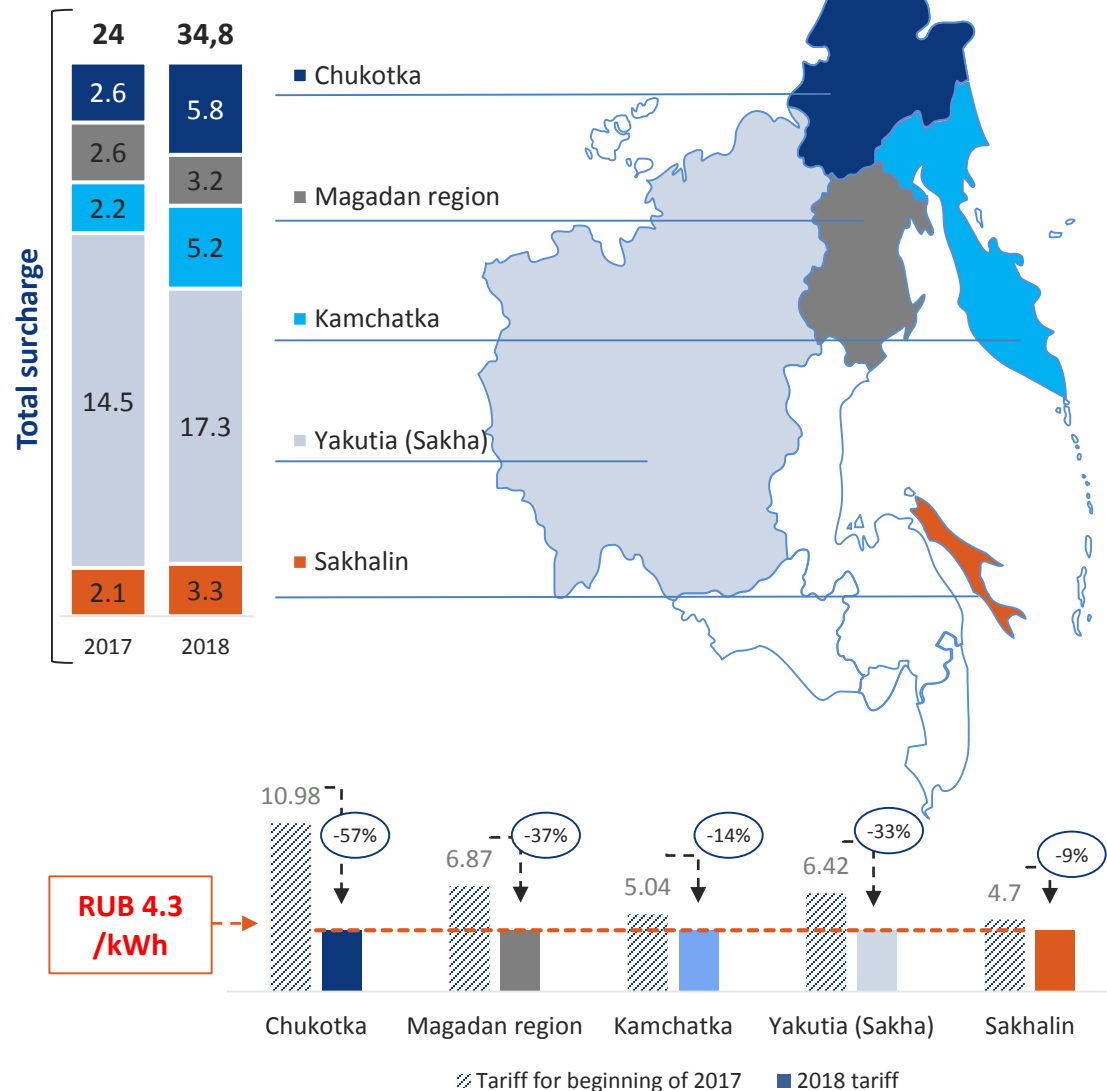 24
34,8
Total surcharge
2.6
2.6
2.2
14.5
2.1
5.8
3.2
5.2
17.3
3.3
2017
2018
Chukotka
Magadan region
Kamchatka
Yakutia (Sakha)
Sakhalin
RUB 4.3
/kWh
10.98
-57%
6.87
-37%
5.04
-14%
6.42
-33%
4.7
-9%
Chukotka
Magadan region
Kamchatka
Yakutia (Sakha)
Sakhalin
Tariff for beginning of 2017
2018 tariff